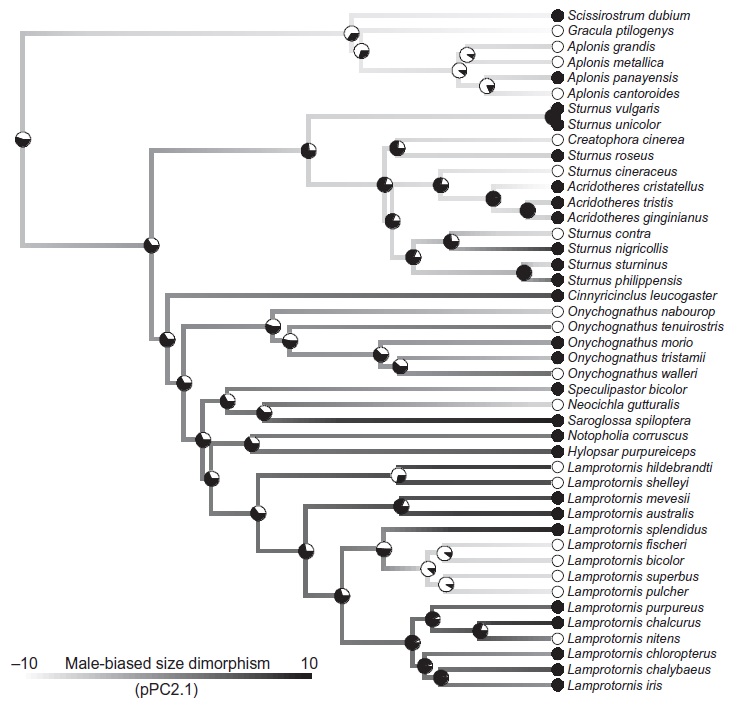 Scissirostrum dubium
Gracula ptilogenys
Aplonis grandis
Aplonis metallica
Aplonis panayensis
Aplonis cantoroides
Sturnus vulgaris
Sturnus unicolor
Creatophora cinerea
Sturnus roseus
Sturnus cineraceus
Acridotheres cristatellus
Acridotheres tristis
Acridotheres ginginianus
Sturnus contra
Sturnus nigricollis
Sturnus sturninus
Sturnus philippensis
Cinnyricinclus leucogaster
Onychognathus nabouroup
Onychognathus tenuirostris
Onychognathus morio
Onychognathus tristamii
Onychognathus walleri
Speculipastor bicolor
Neocichla gutturalis
Saroglossa spiloptera
Notopholia corruscus
Hylopsar purpureiceps
Lamprotornis hildebrandti
Lamprotornis shelleyi
Lamprotornis mevesii
Lamprotornis australis
Lamprotornis splendidus
Lamprotornis fischeri
Lamprotornis bicolor
Lamprotornis superbus
Lamprotornis pulcher
Lamprotornis purpureus
Lamprotornis chalcurus
Lamprotornis nitens
Lamprotornis chloropterus
Lamprotornis chalybaeus
Lamprotornis iris
–10 Male-biased size dimorphism 10
(pPC2.1)